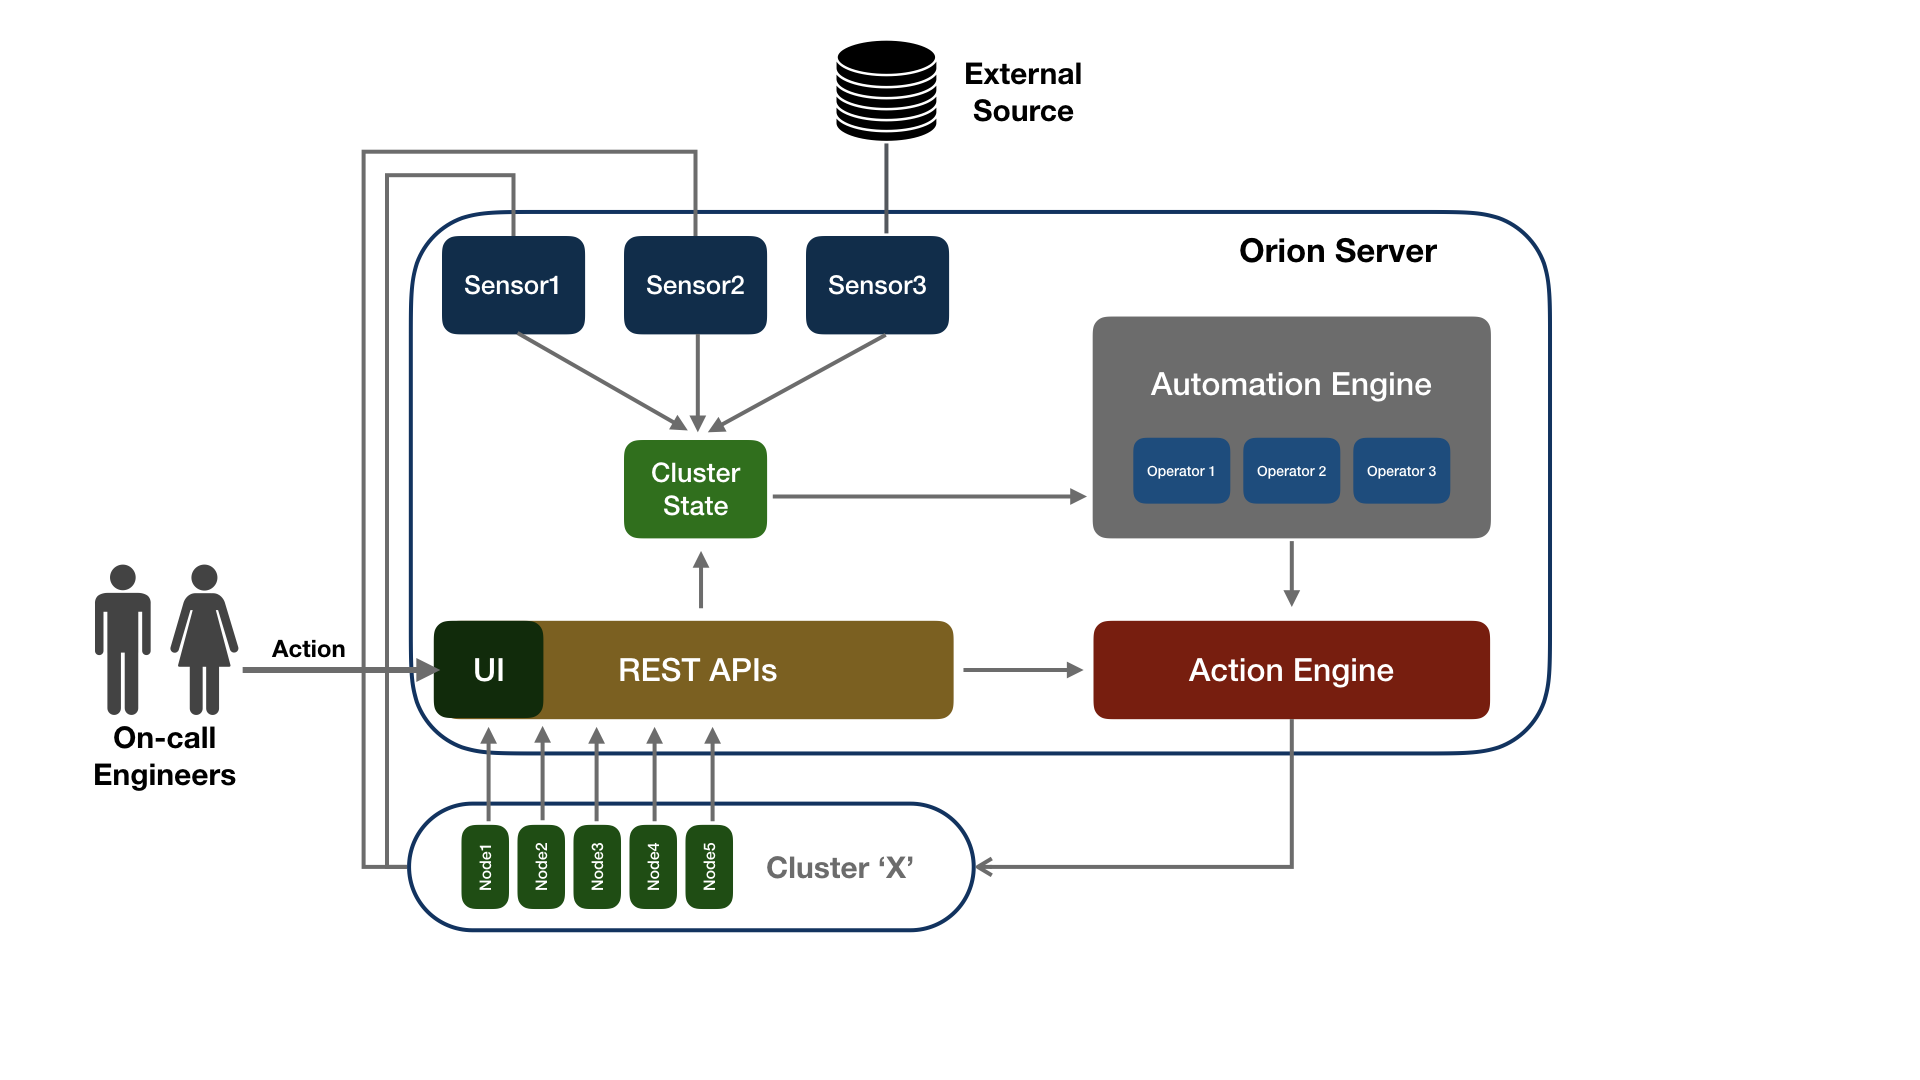 External
Source
Orion Server
Sensor1
Sensor2
Sensor3
Automation Engine
Operator 1
Operator 2
Operator 3
Cluster
State
Action
UI
REST APIs
Action Engine
On-call
Engineers
Node1
Node2
Node3
Node4
Node5
Cluster ‘X’